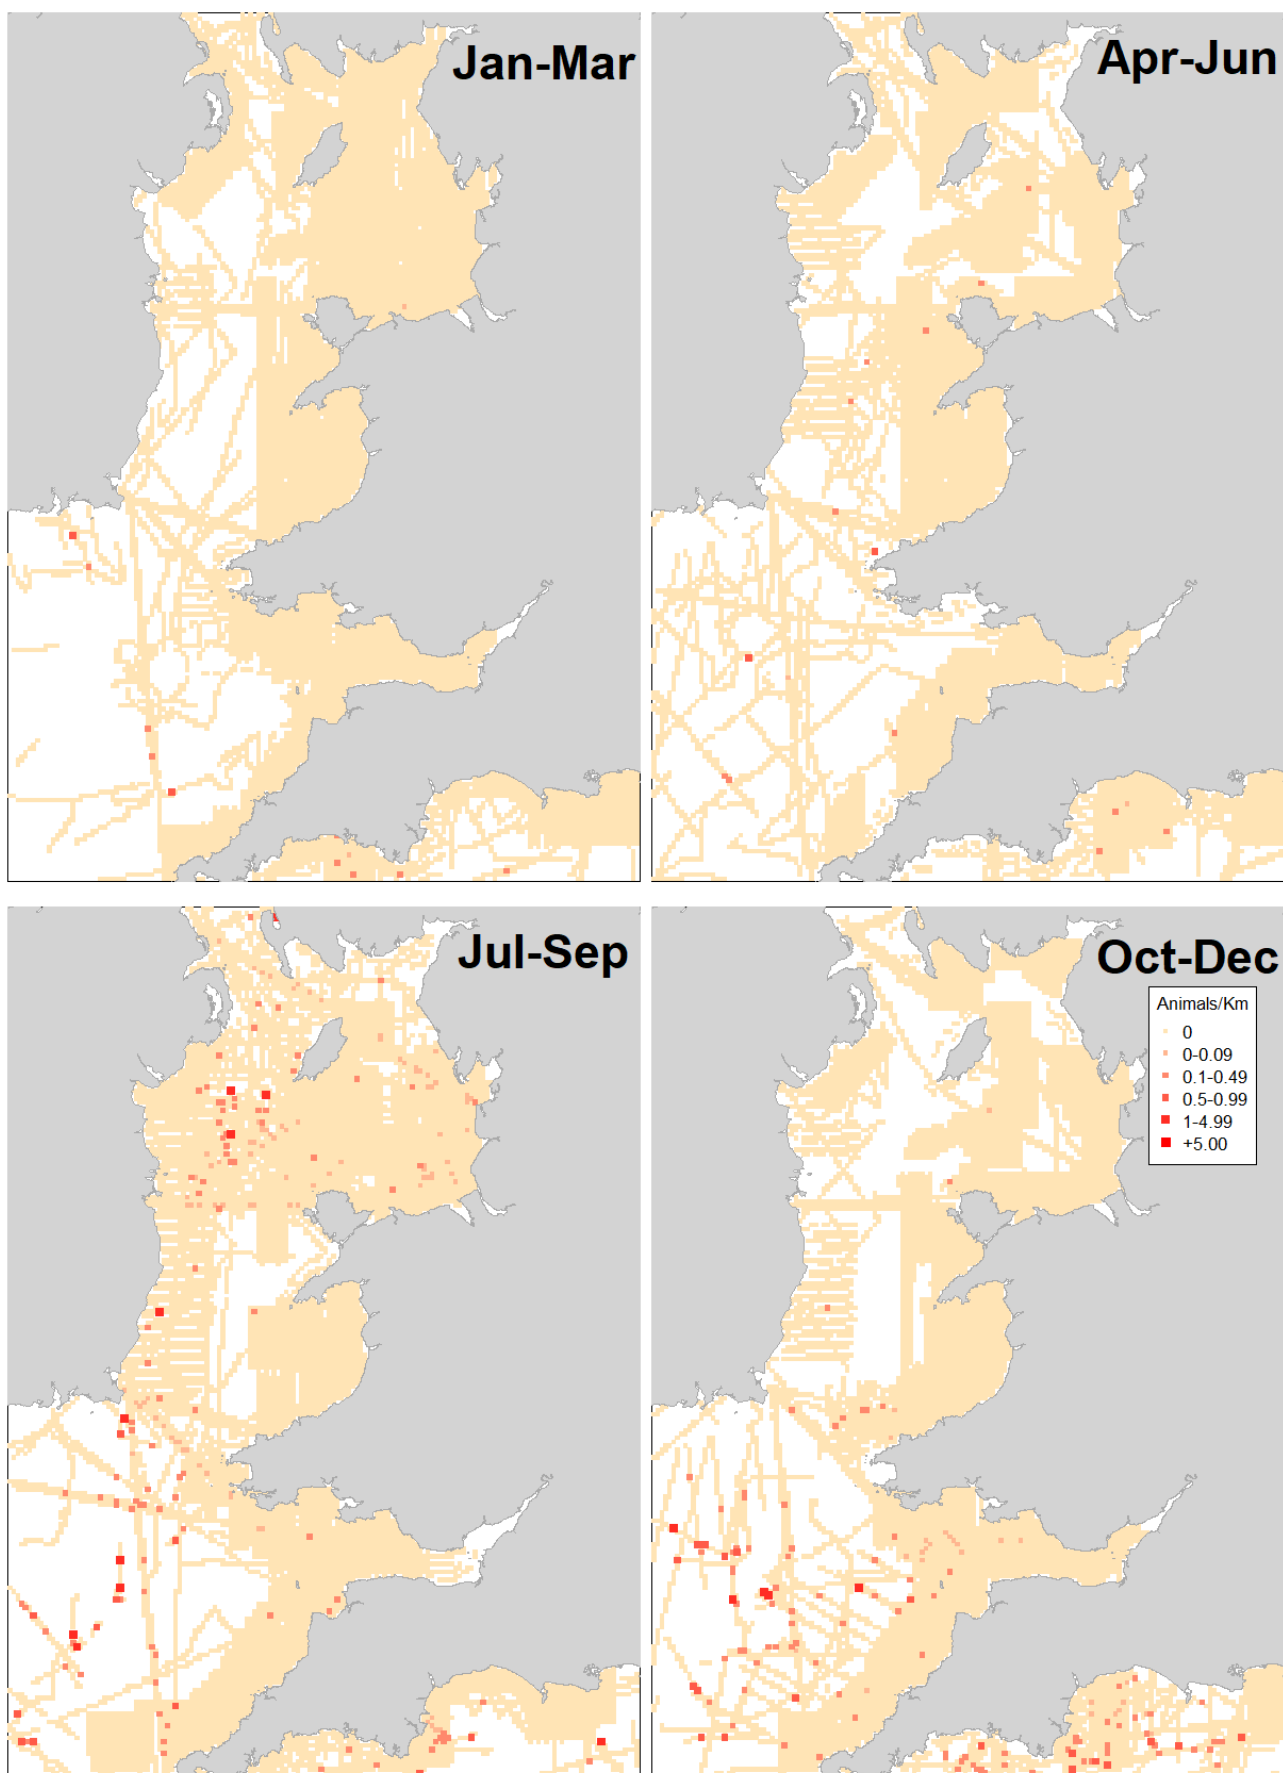 Jan-Mar
Apr-Jun
Jul-Sep
Oct-Dec
Animals/Km
0
0-0.09
0.1-0.49
0.5-0.99
1-4.99
+5.00